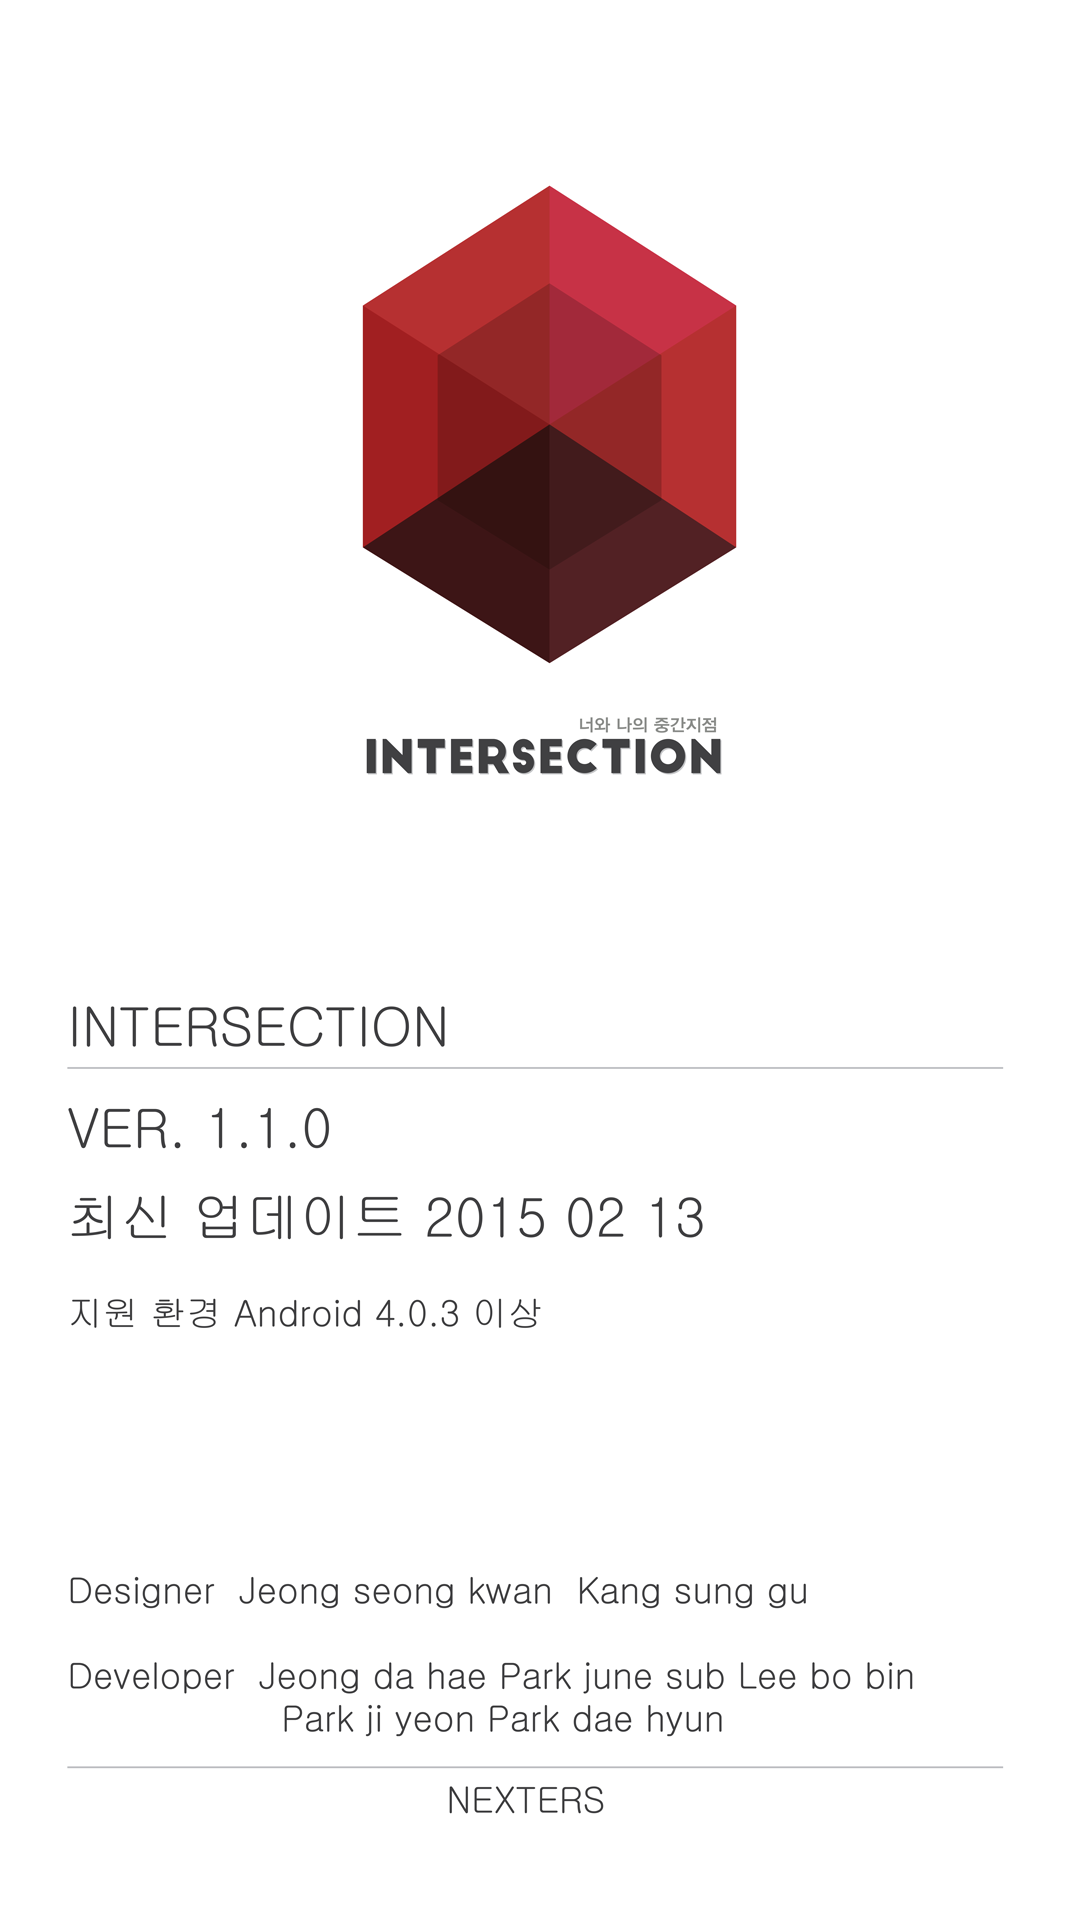 너와 나의 중간지점
INTERSECTION
INTERSECTION
VER. 1.1.0
최신 업데이트 2015 02 13
지원 환경 Android 4.0.3 이상
Designer Jeong seong kwan Kang sung gu
Developer Jeong da hae Park june sub Lee bo bin
Park ji yeon Park dae hyun
NEXTERS